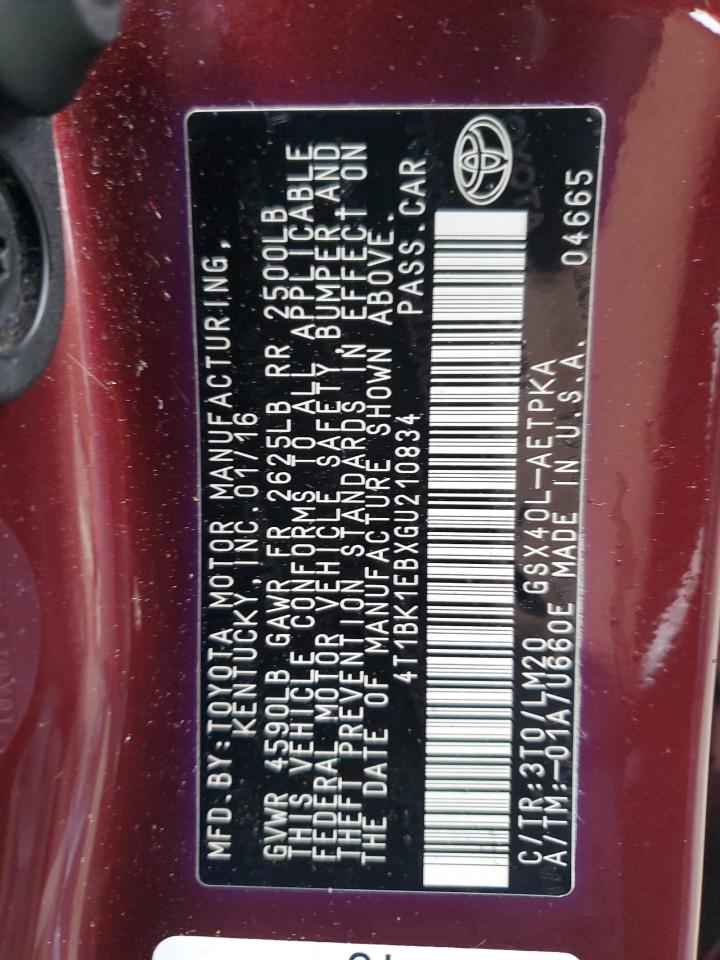 MFD.BY:TOYOTA MOTOR MANUFACTURING,
KENTUCKY,INC.01/16
GVWR 4590LB GAWR FR 2625LB RR 2500LB
THIS VEHICLE CONFORMS TO ALL APPLICABLE
FEDERAL MOTOR VEHICLE SAFETY, BUMPER,AND
THEFT PREVENTION STANDARDS IN EFFECT ON
THE DATE OF MANUFACTURE SHOWN ABOVE.
4T1BK1EBXGU210834 PASS.CAR
C/TR:3T0/LM20 GSX40L-AETPKA
A/TM:-01A/U660E MADE IN U.S.A. 04665